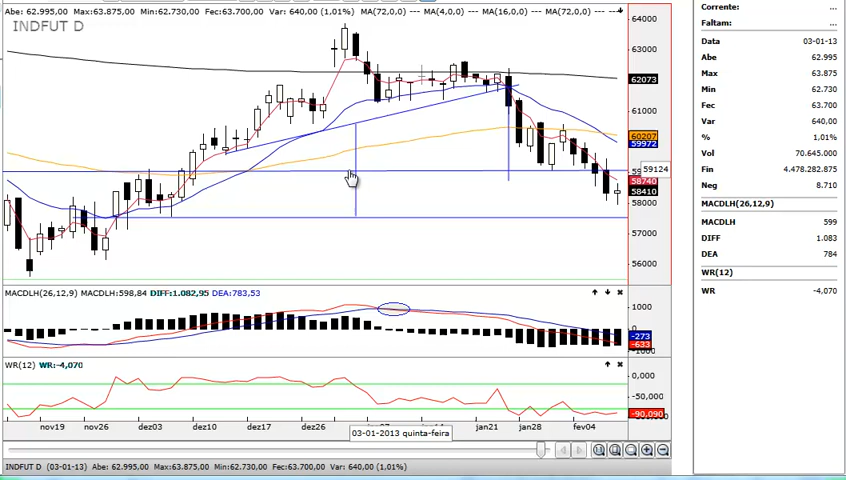 Abe: 62.995,00 Max:63.875,00 Min:62.730,00 Fec:63.700,00 Var: 640,00 (1,01%) MA(72,0,0) --- MA(4,0,0) --- MA(16,0,0) --- MA(72,0,0) ---
INDFUT D
64000
63000
62073
61000
60207
59972
59124
58740
58410
58000
57000
56000
MACDLH(26,12,9) MACDLH:598,84 DIFF:1.082,95 DEA:783,53
1000
0
-273
-633
-1000
WR(12) WR:-4,070
0,000
-50,000
-90,090
nov19 nov26 dez03 dez10 dez19 dez26 jan21 jan28 fev04
03-01-2013 quinta-feira
INDFUT D (03-01-13) Abe: 62.995,00 Max:63.875,00 Min:62.730,00 Fec:63.700,00 Var: 640,00 (1,01%)
Corrente: ...
Faltam: ...
Data 03-01-13
Abe 62.995
Max 63.875
Min 62.730
Fec 63.700
Var 640,00
% 1,01%
Vol 70.645.000
Fin 4.478.282.875
Neg 8.710
MACDLH(26,12,9)
MACDLH 599
DIFF 1.083
DEA 784
WR(12)
WR -4,070